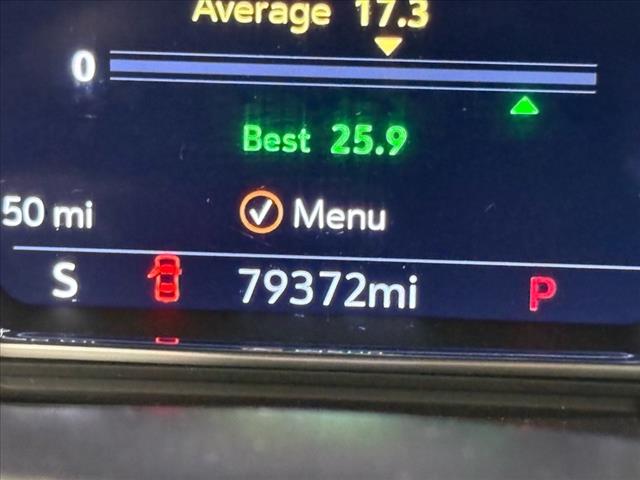 Average 17.3
0
Best 25.9
50 mi Menu
S 79372mi P